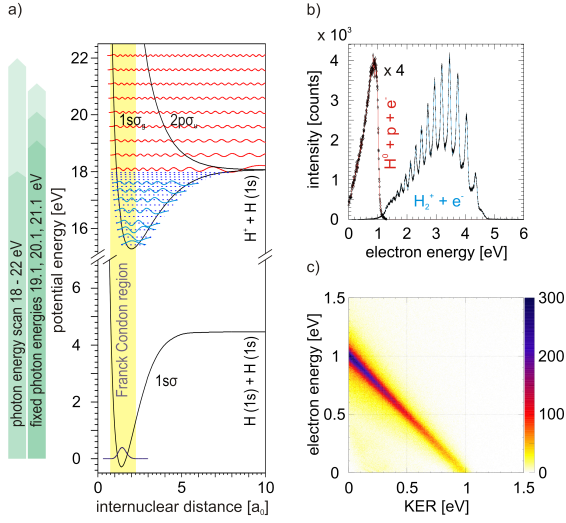 a)
photon energy scan 18 - 22 eV
fixed photon energies 19.1, 20.1, 21.1 eV
potential energy [eV]
22
20
18
16
4
2
0
1sσg
2pσu
H⁺ + H (1s)
Franck Condon region
1sσ
H (1s) + H (1s)
0
5
10
internuclear distance [a₀]
b)
x 10³
intensity [counts]
4
3
2
1
0
x 4
H⁰ + p + e
H₂⁺ + e⁻
0
1
2
3
4
5
6
electron energy [eV]
c)
electron energy [eV]
1.5
1
0.5
0
0
0.5
1.0
1.5
KER [eV]
300
200
100
0